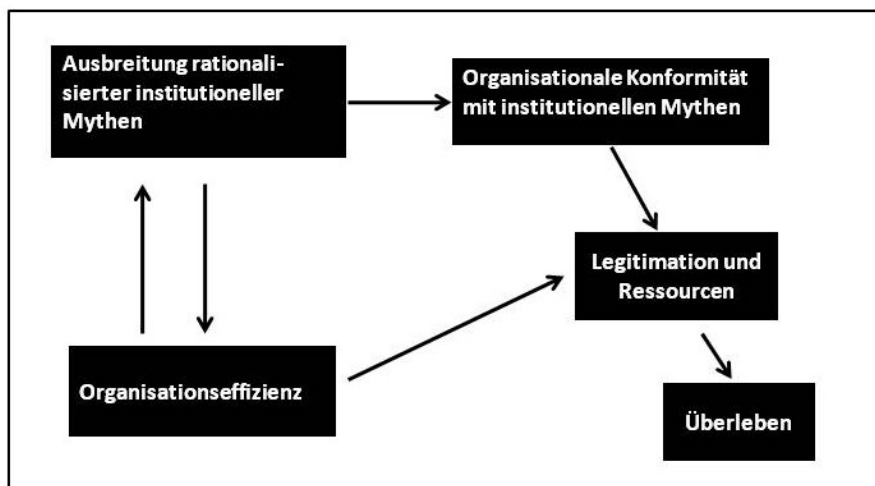 Ausbreitung rationali-
sierter institutioneller
Mythen
Organisationale Konformität
mit institutionellen Mythen
Legitimation und
Ressourcen
Organisationseffizienz
Überleben